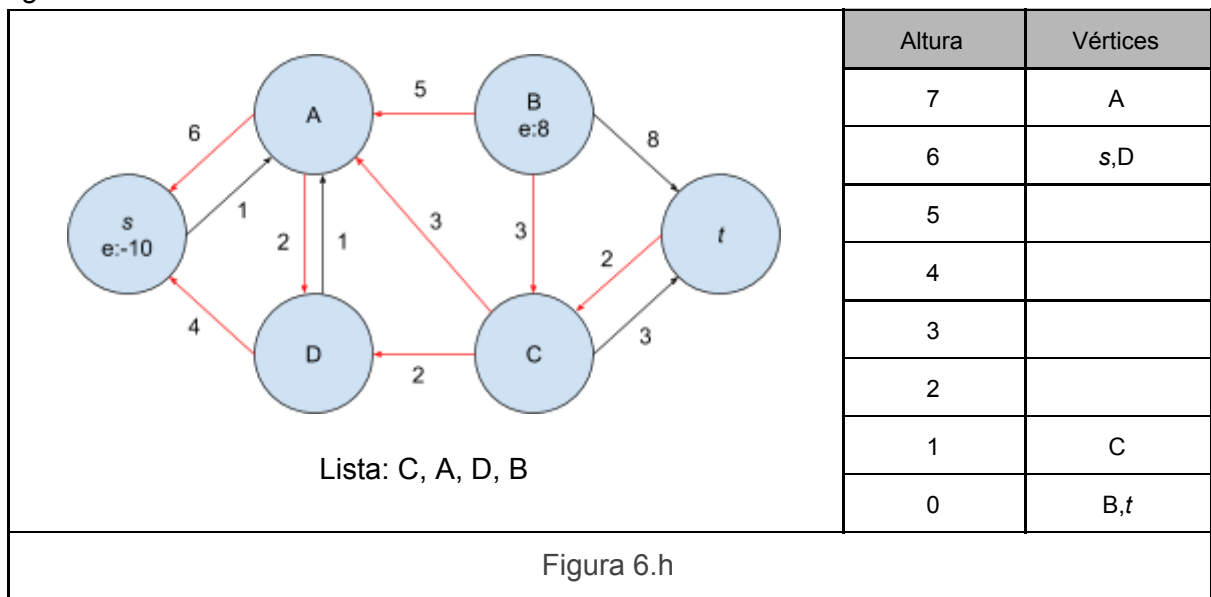 Altura Vértices
7 A
6 s,D
5
4
3
2
1 C
0 B,t
A
B
e:8
s
e:-10
t
D
C
5
8
6
1
2
1
3
3
2
4
2
3
Lista: C, A, D, B
Figura 6.h